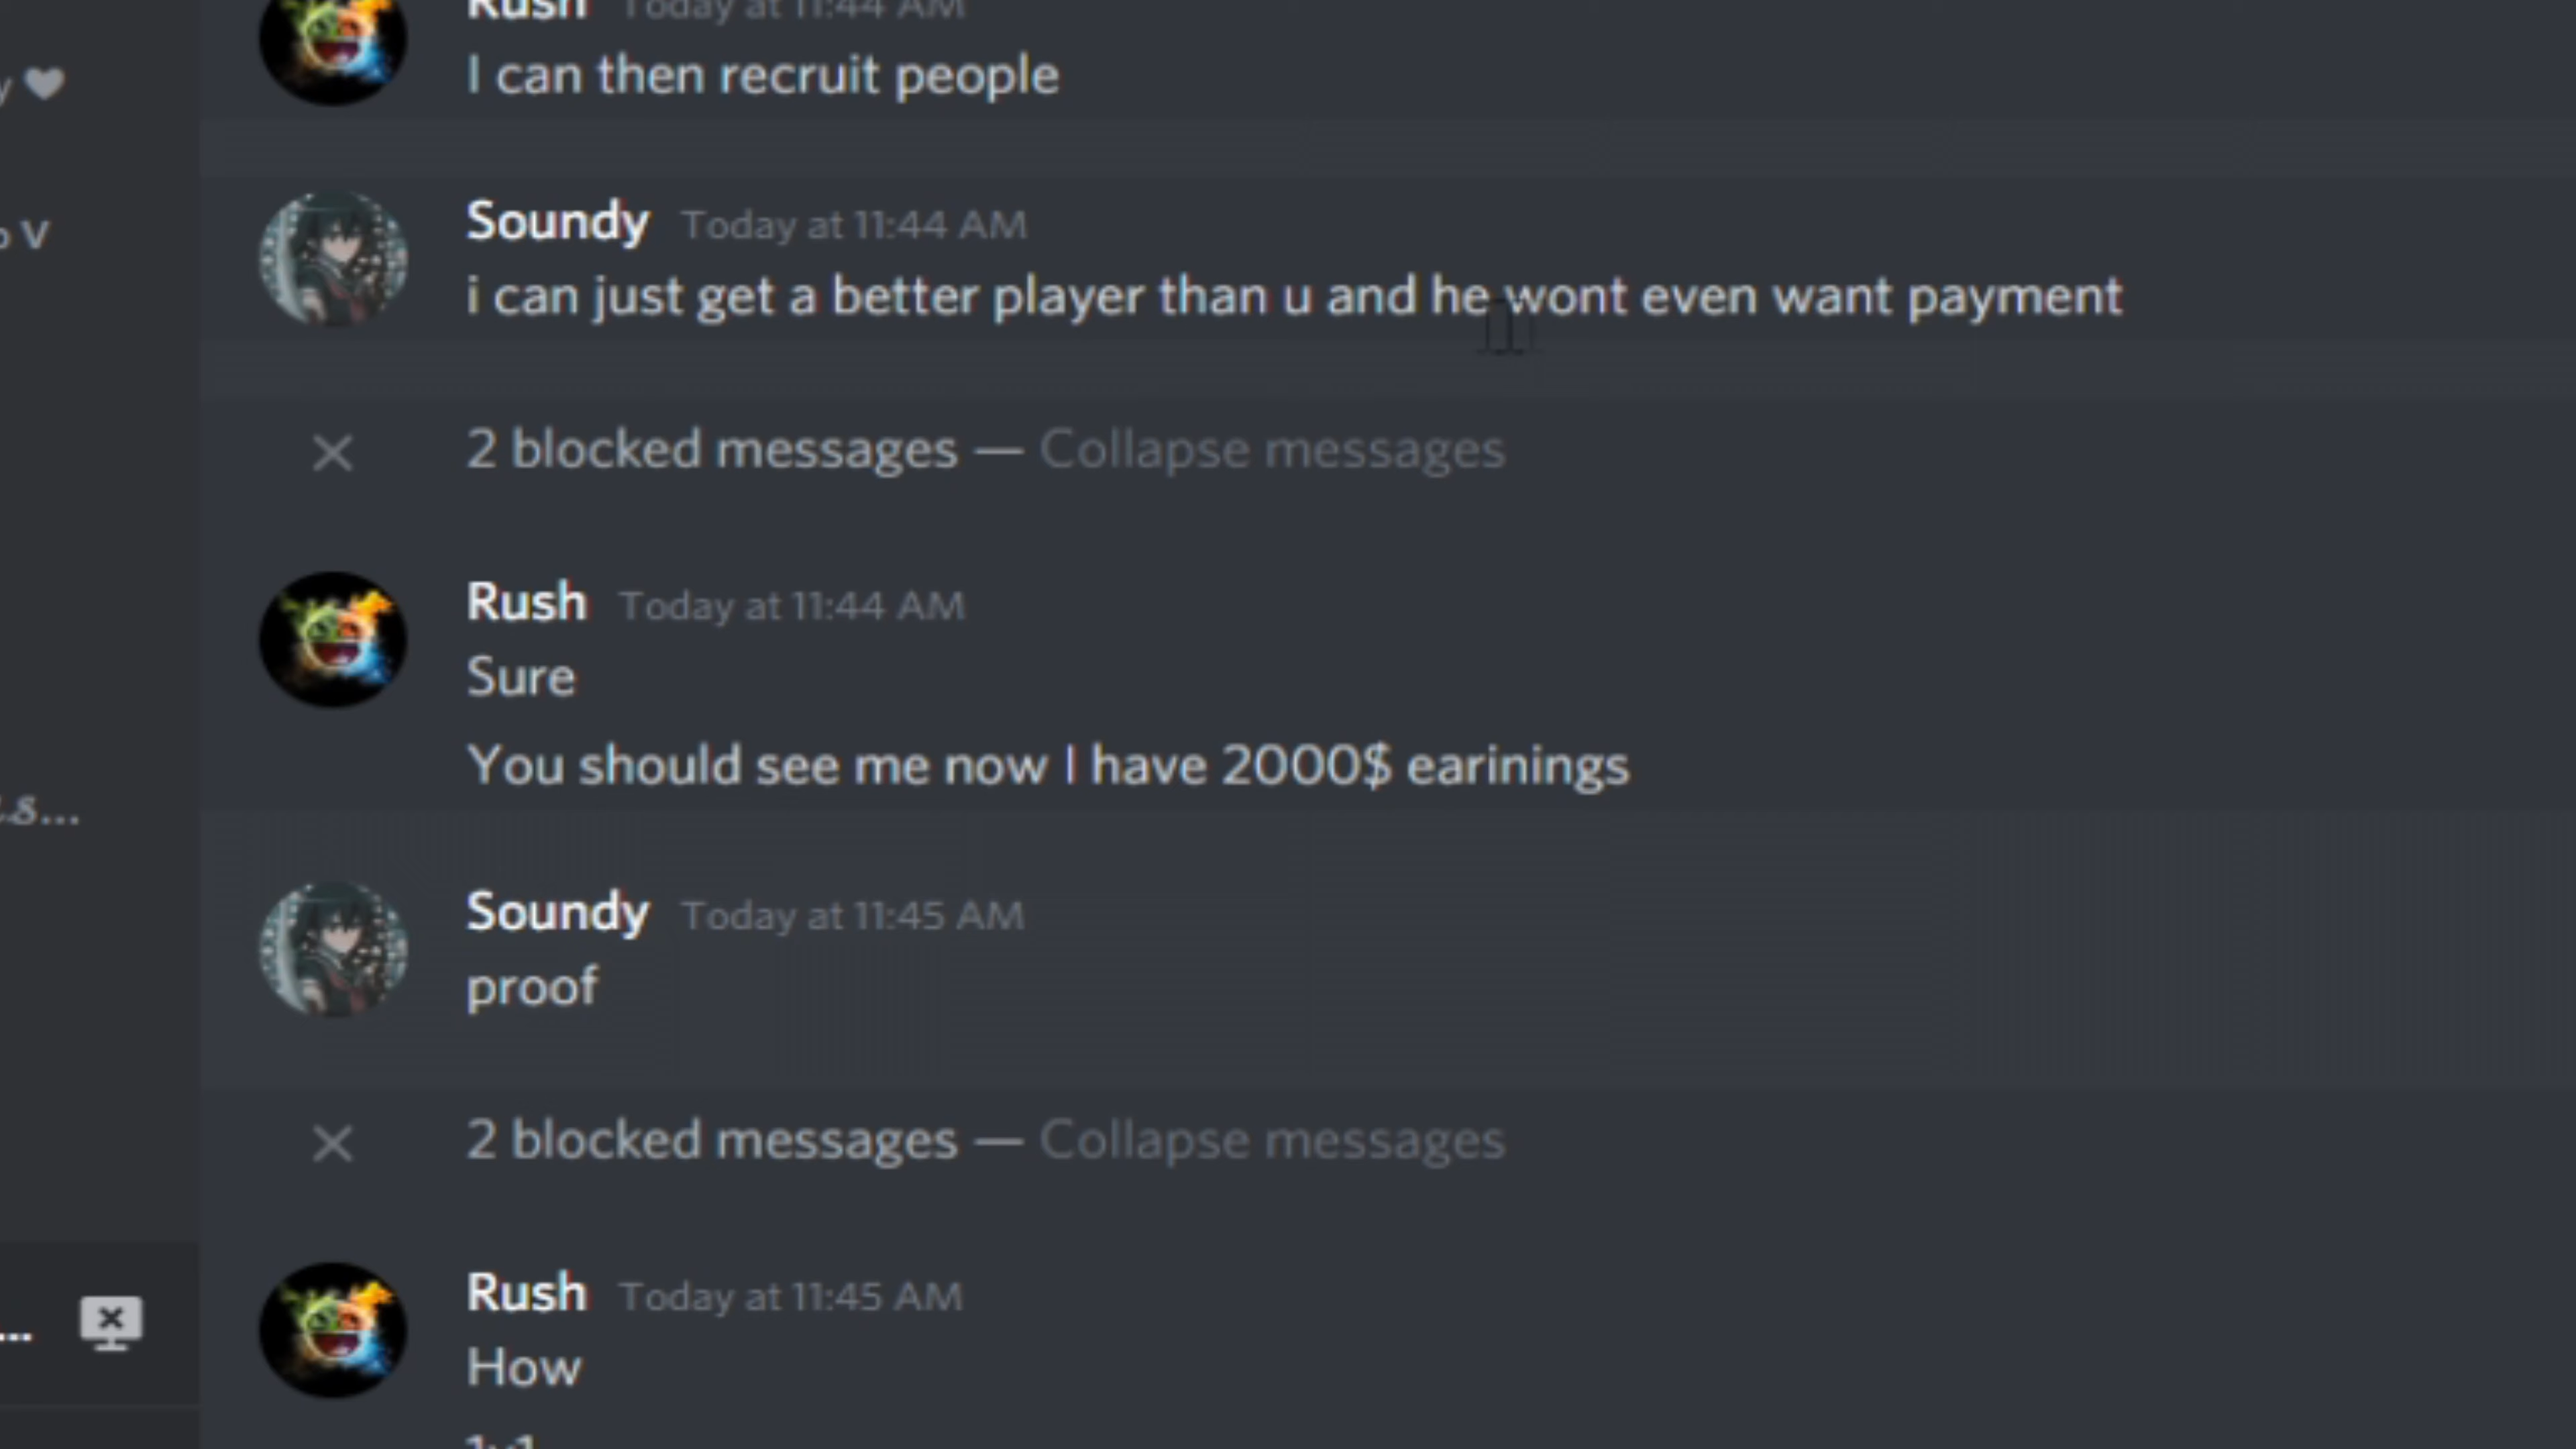 Rush Today at 11:44 AM
I can then recruit people
Soundy Today at 11:44 AM
i can just get a better player than u and he wont even want payment
2 blocked messages — Collapse messages
Rush Today at 11:44 AM
Sure
You should see me now I have 2000$ earinings
Soundy Today at 11:45 AM
proof
2 blocked messages — Collapse messages
Rush Today at 11:45 AM
How
1v1